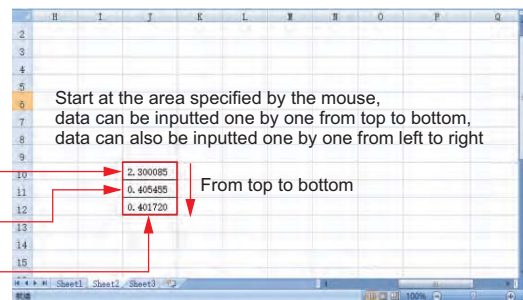 H I J K L M N O P Q
2
3
4
5
6
Start at the area specified by the mouse,
7
data can be inputted one by one from top to bottom,
8
data can also be inputted one by one from left to right
9
10 2.300085
11 0.405455 From top to bottom
12 0.401720
13
14
15
Sheet1 Sheet2 Sheet3
就绪 100%